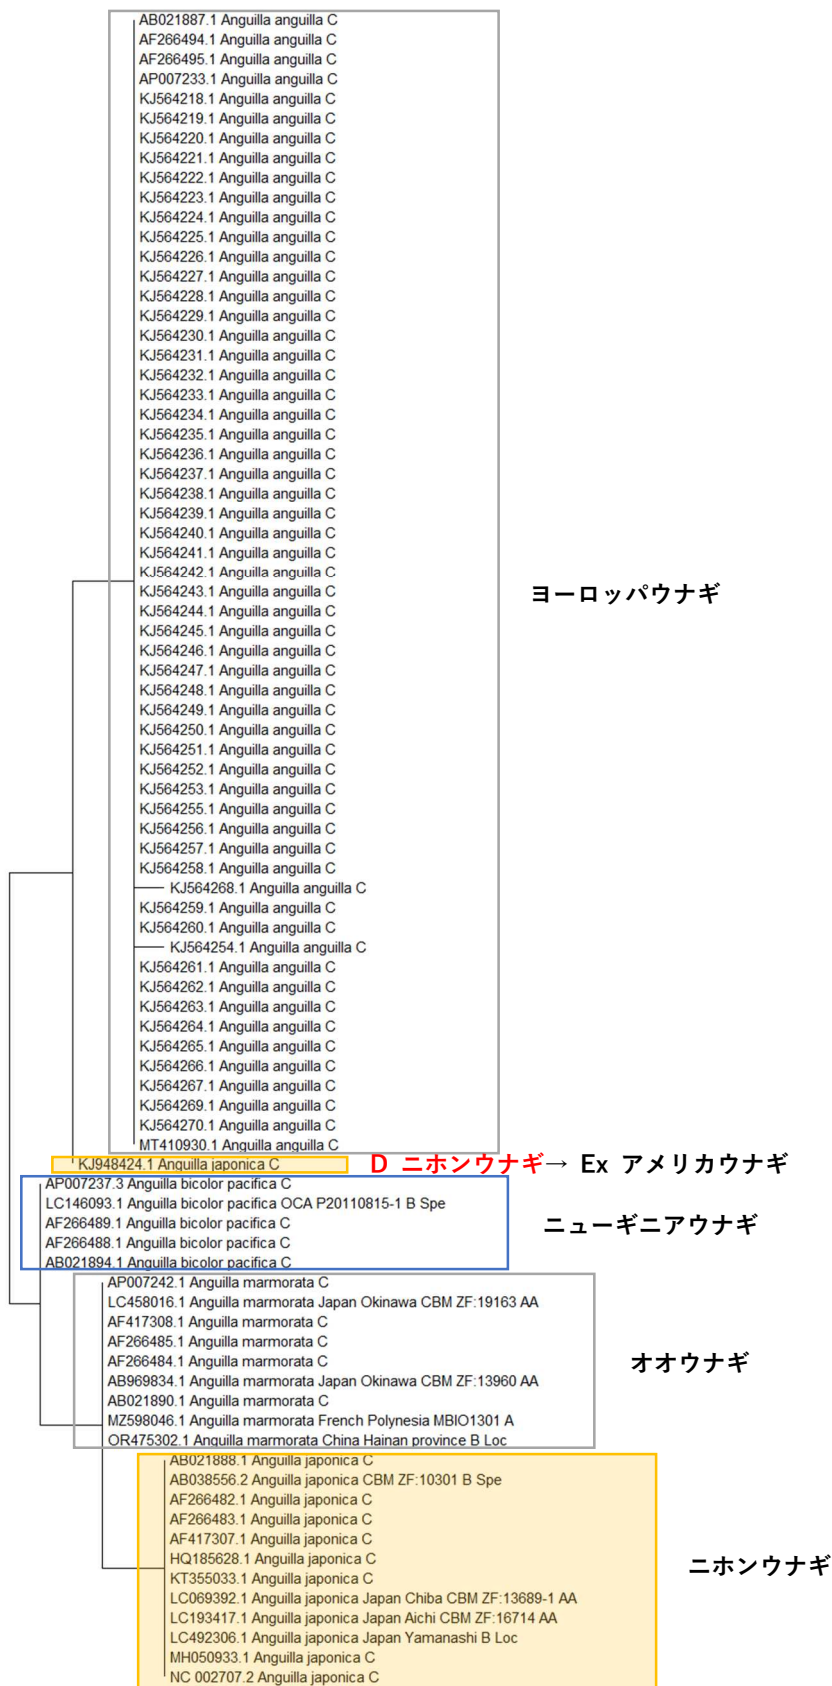 AB021887.1 Anguilla anguilla C
AF266494.1 Anguilla anguilla C
AF266495.1 Anguilla anguilla C
AP007233.1 Anguilla anguilla C
KJ564218.1 Anguilla anguilla C
KJ564219.1 Anguilla anguilla C
KJ564220.1 Anguilla anguilla C
KJ564221.1 Anguilla anguilla C
KJ564222.1 Anguilla anguilla C
KJ564223.1 Anguilla anguilla C
KJ564224.1 Anguilla anguilla C
KJ564225.1 Anguilla anguilla C
KJ564226.1 Anguilla anguilla C
KJ564227.1 Anguilla anguilla C
KJ564228.1 Anguilla anguilla C
KJ564229.1 Anguilla anguilla C
KJ564230.1 Anguilla anguilla C
KJ564231.1 Anguilla anguilla C
KJ564232.1 Anguilla anguilla C
KJ564233.1 Anguilla anguilla C
KJ564234.1 Anguilla anguilla C
KJ564235.1 Anguilla anguilla C
KJ564236.1 Anguilla anguilla C
KJ564237.1 Anguilla anguilla C
KJ564238.1 Anguilla anguilla C
KJ564239.1 Anguilla anguilla C
KJ564240.1 Anguilla anguilla C
KJ564241.1 Anguilla anguilla C
KJ564242.1 Anguilla anguilla C
KJ564243.1 Anguilla anguilla C
ヨーロッパウナギ
KJ564244.1 Anguilla anguilla C
KJ564245.1 Anguilla anguilla C
KJ564246.1 Anguilla anguilla C
KJ564247.1 Anguilla anguilla C
KJ564248.1 Anguilla anguilla C
KJ564249.1 Anguilla anguilla C
KJ564250.1 Anguilla anguilla C
KJ564251.1 Anguilla anguilla C
KJ564252.1 Anguilla anguilla C
KJ564253.1 Anguilla anguilla C
KJ564255.1 Anguilla anguilla C
KJ564256.1 Anguilla anguilla C
KJ564257.1 Anguilla anguilla C
KJ564258.1 Anguilla anguilla C
KJ564268.1 Anguilla anguilla C
KJ564259.1 Anguilla anguilla C
KJ564260.1 Anguilla anguilla C
KJ564254.1 Anguilla anguilla C
KJ564261.1 Anguilla anguilla C
KJ564262.1 Anguilla anguilla C
KJ564263.1 Anguilla anguilla C
KJ564264.1 Anguilla anguilla C
KJ564265.1 Anguilla anguilla C
KJ564266.1 Anguilla anguilla C
KJ564267.1 Anguilla anguilla C
KJ564269.1 Anguilla anguilla C
KJ564270.1 Anguilla anguilla C
MT410930.1 Anguilla anguilla C
KJ948424.1 Anguilla japonica C
D ニホンウナギ→ Ex アメリカウナギ
AP007237.3 Anguilla bicolor pacifica C
LC146093.1 Anguilla bicolor pacifica OCA P20110815-1 B Spe
AF266489.1 Anguilla bicolor pacifica C
ニューギニアウナギ
AF266488.1 Anguilla bicolor pacifica C
AB021894.1 Anguilla bicolor pacifica C
AP007242.1 Anguilla marmorata C
LC458016.1 Anguilla marmorata Japan Okinawa CBM ZF:19163 AA
AF417308.1 Anguilla marmorata C
AF266485.1 Anguilla marmorata C
AF266484.1 Anguilla marmorata C
オオウナギ
AB969834.1 Anguilla marmorata Japan Okinawa CBM ZF:13960 AA
AB021890.1 Anguilla marmorata C
MZ598046.1 Anguilla marmorata French Polynesia MBIO1301 A
OR475302.1 Anguilla marmorata China Hainan province B Loc
AB021888.1 Anguilla japonica C
AB038556.2 Anguilla japonica CBM ZF:10301 B Spe
AF266482.1 Anguilla japonica C
AF266483.1 Anguilla japonica C
AF417307.1 Anguilla japonica C
HQ185628.1 Anguilla japonica C
ニホンウナギ
KT355033.1 Anguilla japonica C
LC069392.1 Anguilla japonica Japan Chiba CBM ZF:13689-1 AA
LC193417.1 Anguilla japonica Japan Aichi CBM ZF:16714 AA
LC492306.1 Anguilla japonica Japan Yamanashi B Loc
MH050933.1 Anguilla japonica C
NC 002707.2 Anguilla japonica C